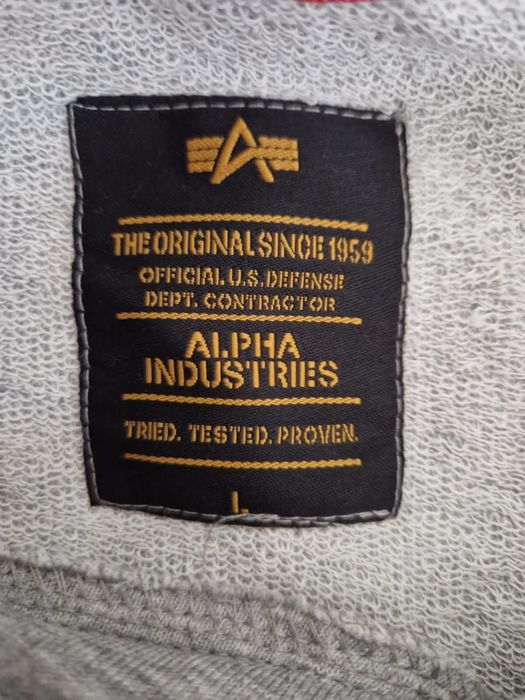 THE ORIGINAL SINCE 1959
OFFICIAL U.S. DEFENSE
DEPT. CONTRACTOR
ALPHA
INDUSTRIES
TRIED. TESTED. PROVEN.
L